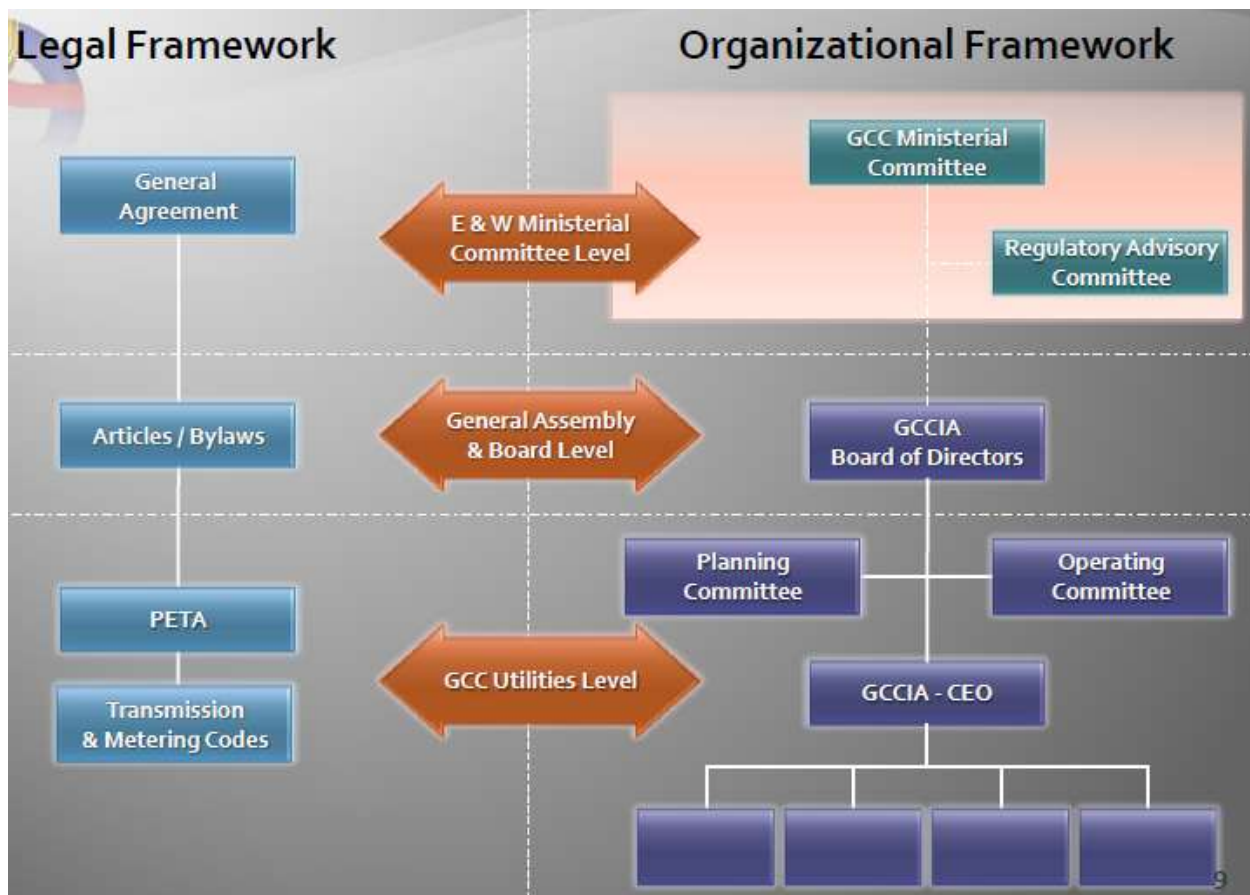 Legal Framework
Organizational Framework
General
Agreement
E & W Ministerial
Committee Level
GCC Ministerial
Committee
Regulatory Advisory
Committee
Articles / Bylaws
General Assembly
& Board Level
GCCIA
Board of Directors
Planning
Committee
Operating
Committee
PETA
Transmission
& Metering Codes
GCC Utilities Level
GCCIA - CEO
9